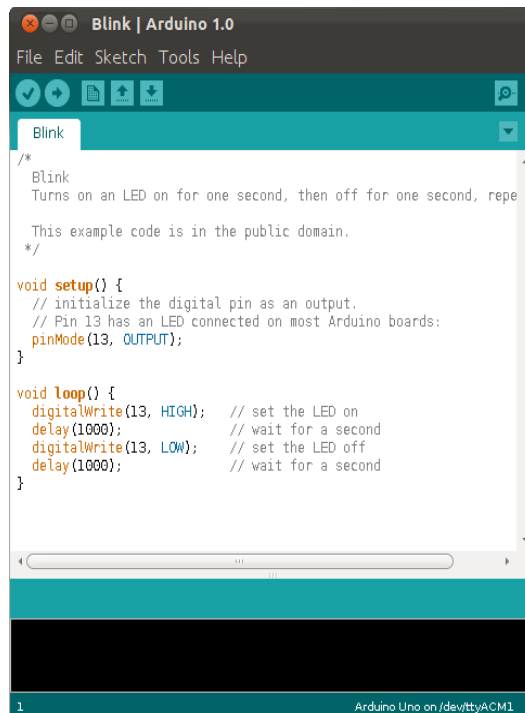 Blink | Arduino 1.0
File Edit Sketch Tools Help
Blink
/*
  Blink
  Turns on an LED on for one second, then off for one second, repe

  This example code is in the public domain.
 */

void setup() {
  // initialize the digital pin as an output.
  // Pin 13 has an LED connected on most Arduino boards:
  pinMode(13, OUTPUT);
}

void loop() {
  digitalWrite(13, HIGH);   // set the LED on
  delay(1000);              // wait for a second
  digitalWrite(13, LOW);    // set the LED off
  delay(1000);              // wait for a second
}
1 Arduino Uno on /dev/ttyACM1